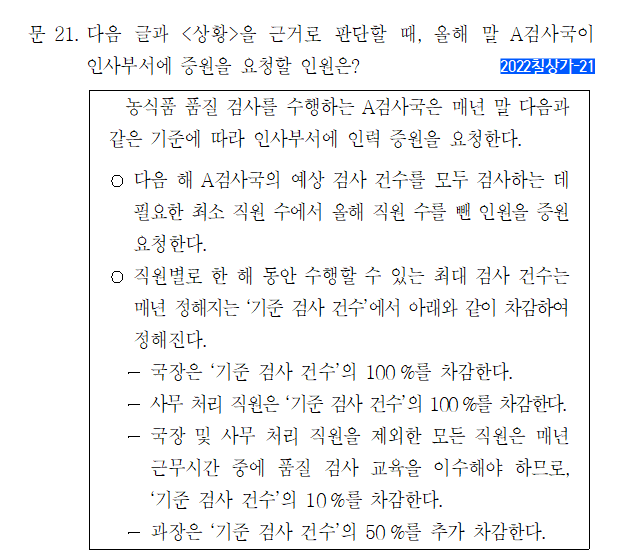 문 21. 다음 글과 <상황>을 근거로 판단할 때, 올해 말 A검사국이
인사부서에 증원을 요청할 인원은?
2022칠상가-21
농식품 품질 검사를 수행하는 A검사국은 매년 말 다음과
같은 기준에 따라 인사부서에 인력 증원을 요청한다.
○ 다음 해 A검사국의 예상 검사 건수를 모두 검사하는 데
필요한 최소 직원 수에서 올해 직원 수를 뺀 인원을 증원
요청한다.
○ 직원별로 한 해 동안 수행할 수 있는 최대 검사 건수는
매년 정해지는 ‘기준 검사 건수’에서 아래와 같이 차감하여
정해진다.
－ 국장은 ‘기준 검사 건수’의 100 %를 차감한다.
－ 사무 처리 직원은 ‘기준 검사 건수’의 100 %를 차감한다.
－ 국장 및 사무 처리 직원을 제외한 모든 직원은 매년
근무시간 중에 품질 검사 교육을 이수해야 하므로,
‘기준 검사 건수’의 10 %를 차감한다.
－ 과장은 ‘기준 검사 건수’의 50 %를 추가 차감한다.